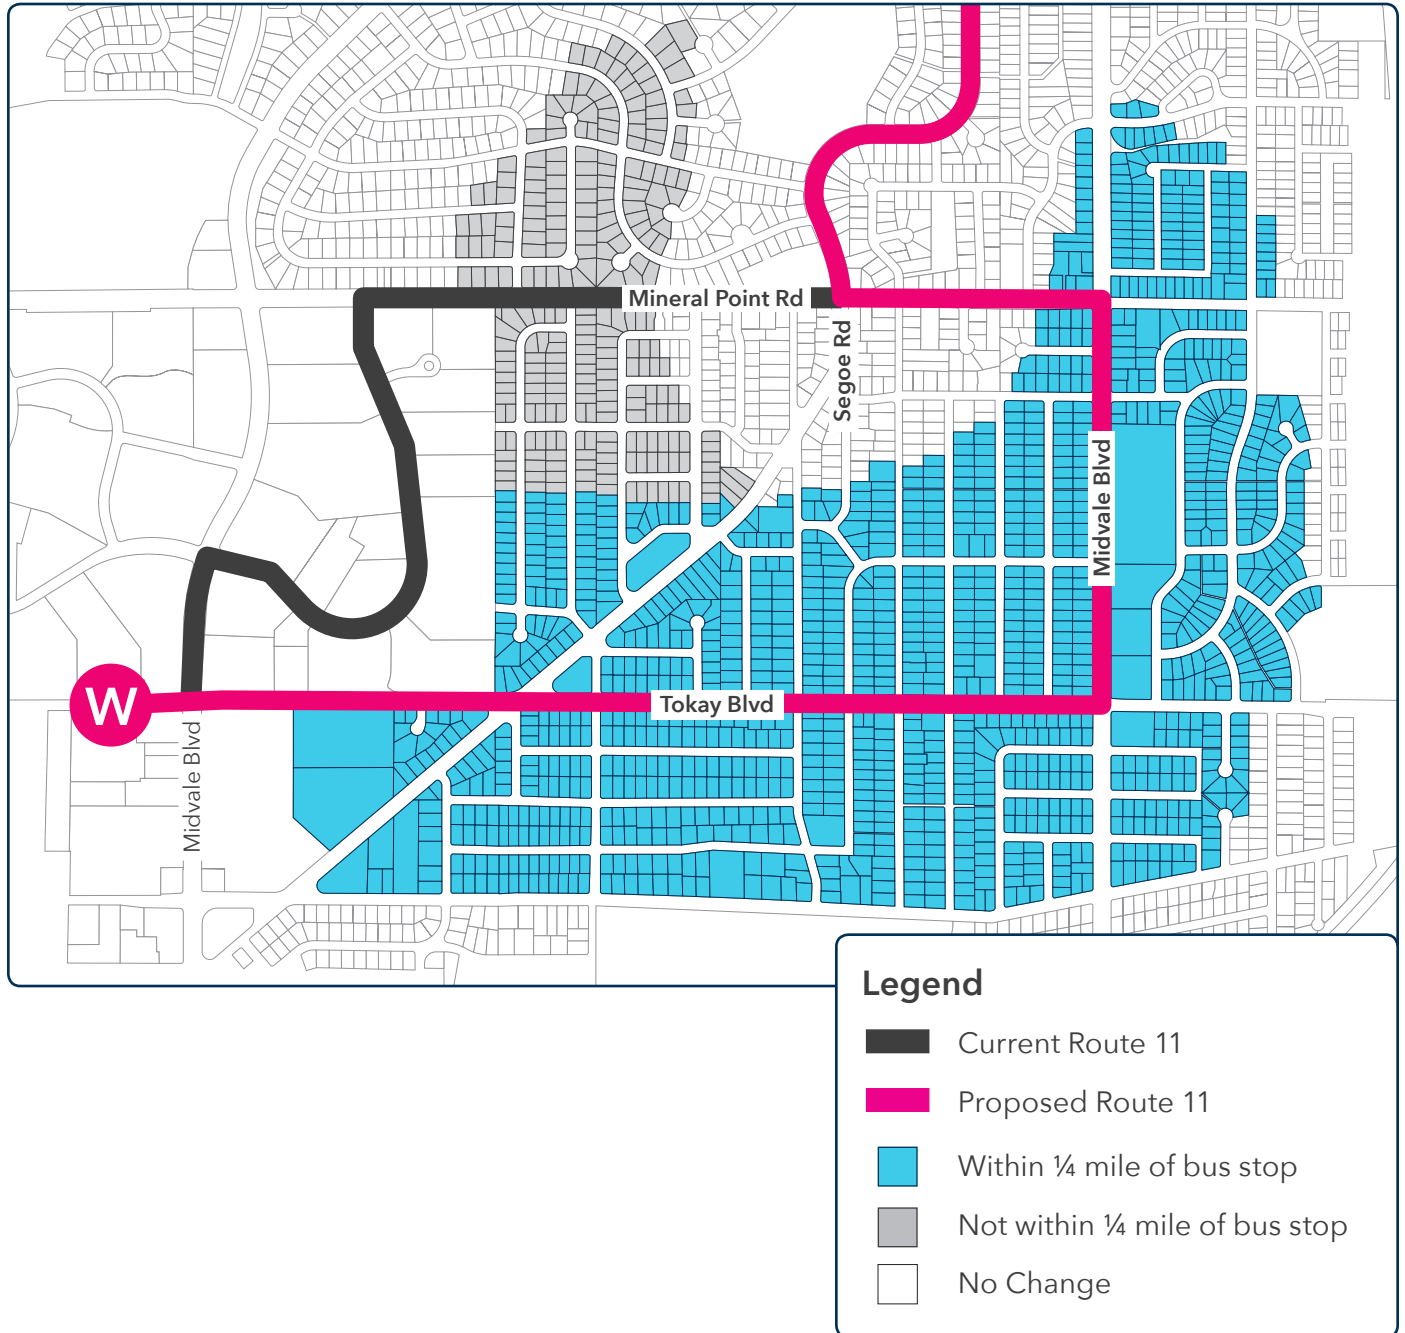 Mineral Point Rd
Segoe Rd
Midvale Blvd
W
Tokay Blvd
Midvale Blvd
Legend
Current Route 11
Proposed Route 11
Within ¼ mile of bus stop
Not within ¼ mile of bus stop
No Change